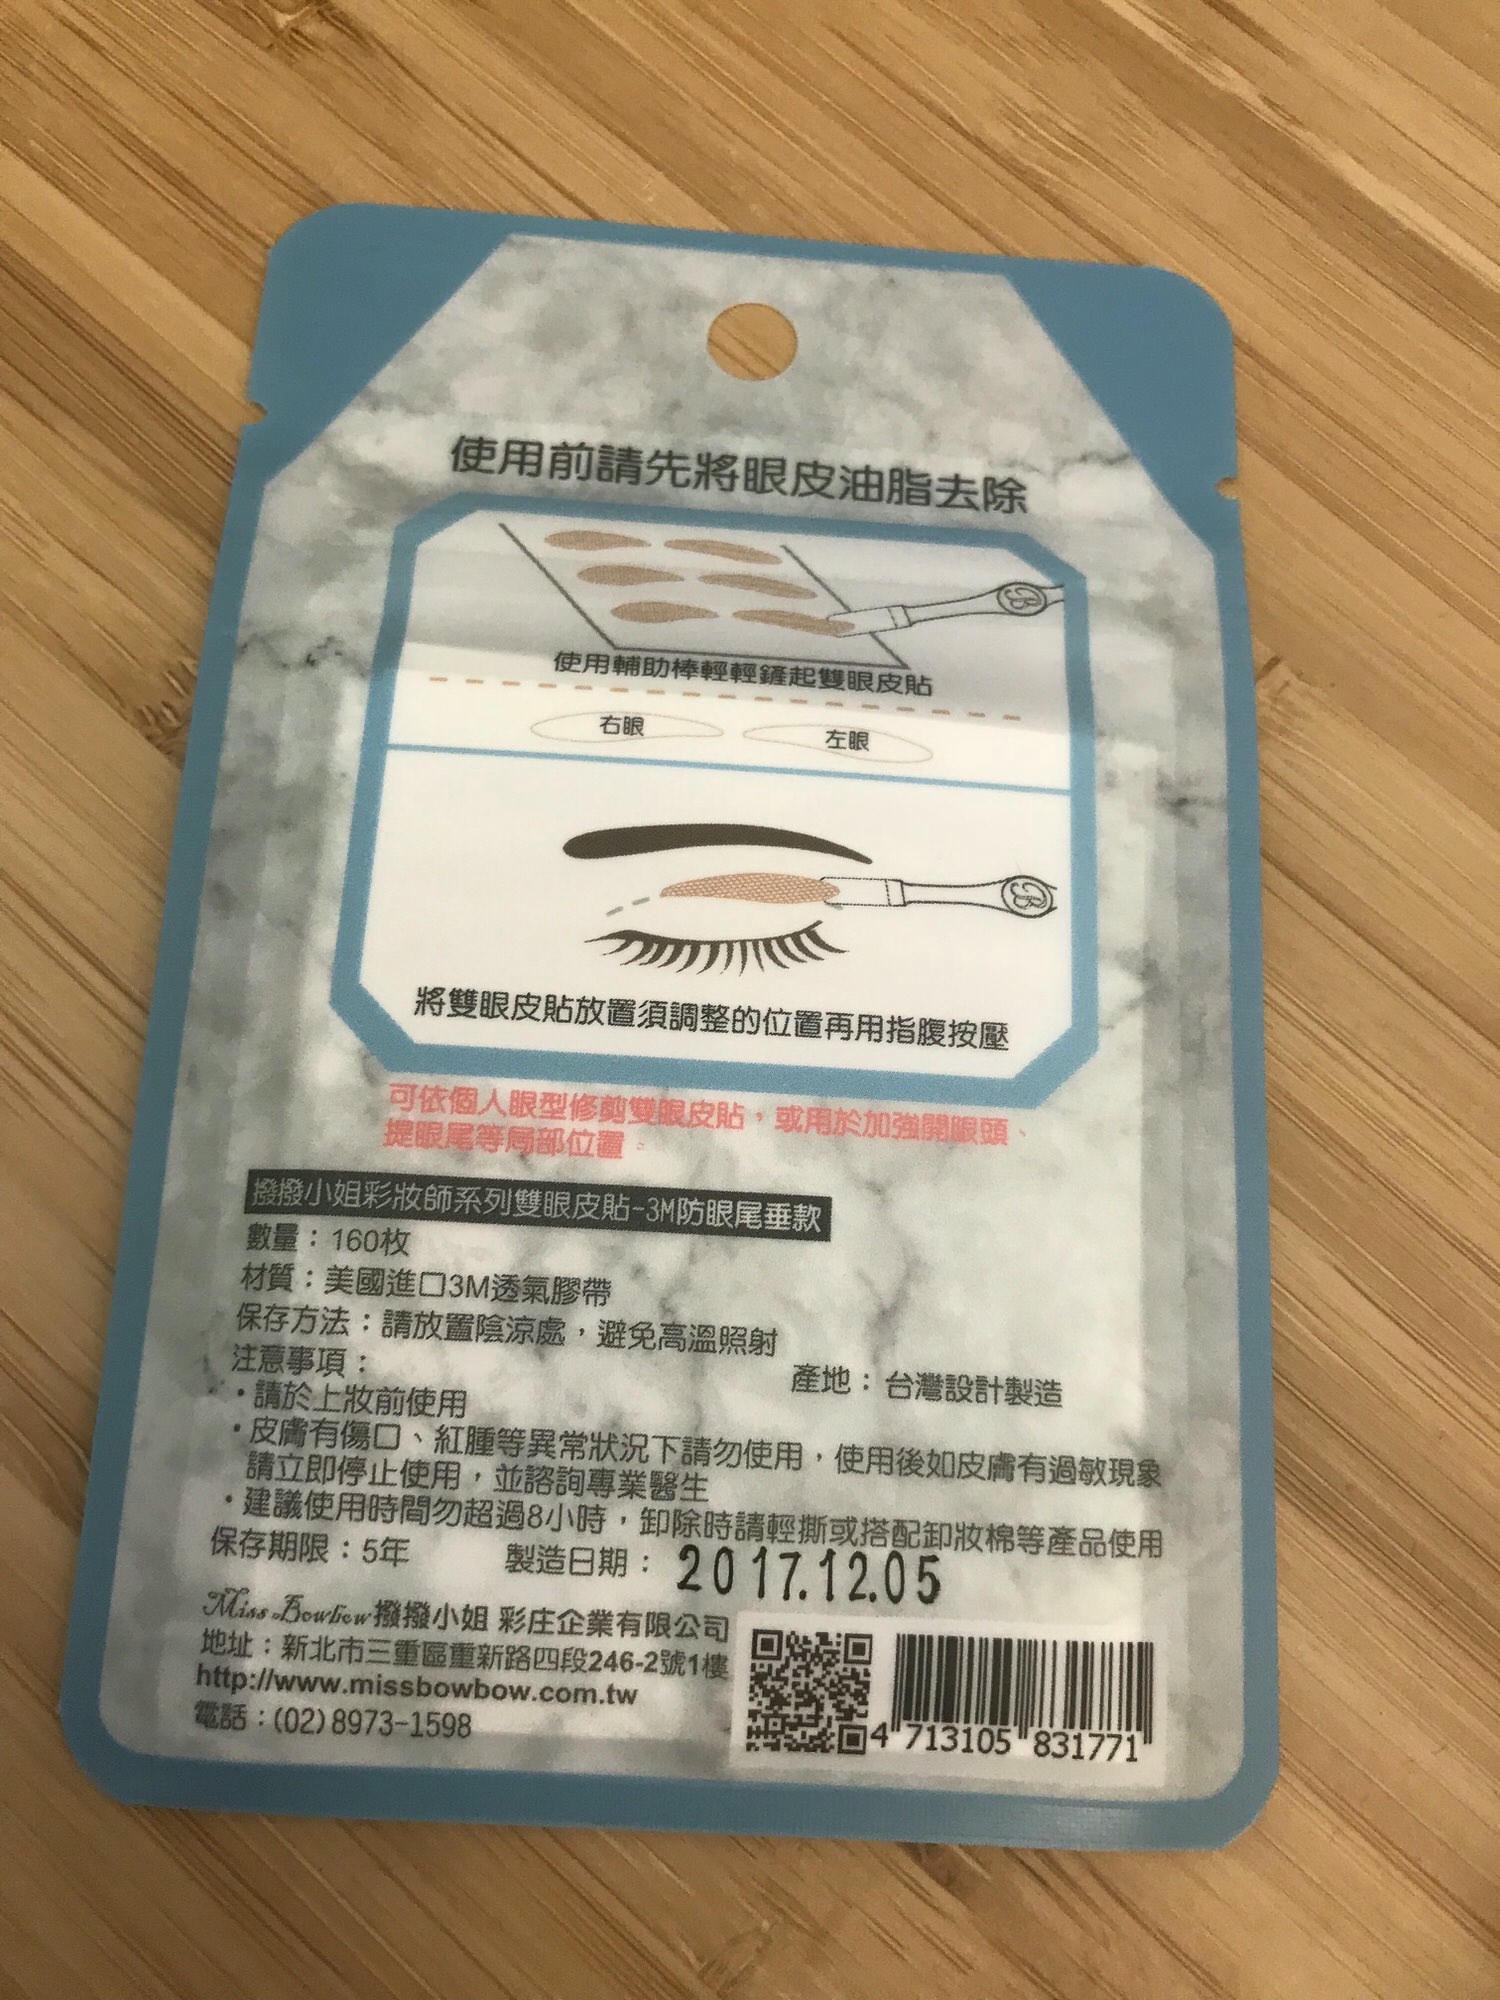 使用前請先將眼皮油脂去除
使用輔助棒輕輕鏟起雙眼皮貼
右眼 左眼
將雙眼皮貼放置須調整的位置再用指腹按壓
可依個人眼型修剪雙眼皮貼，或用於加強開眼頭、
提眼尾等局部位置。
撥撥小姐彩妝師系列雙眼皮貼-3M防眼尾垂款
數量：160枚
材質：美國進口3M透氣膠帶
保存方法：請放置陰涼處，避免高溫照射
注意事項：
產地：台灣設計製造
・請於上妝前使用
・皮膚有傷口、紅腫等異常狀況下請勿使用，使用後如皮膚有過敏現象
請立即停止使用，並諮詢專業醫生
・建議使用時間勿超過8小時，卸除時請輕撕或搭配卸妝棉等產品使用
保存期限：5年 製造日期：2017.12.05
Miss Bowbow撥撥小姐 彩庄企業有限公司
地址：新北市三重區重新路四段246-2號1樓
http://www.missbowbow.com.tw
電話：(02)8973-1598
4 713105 831771